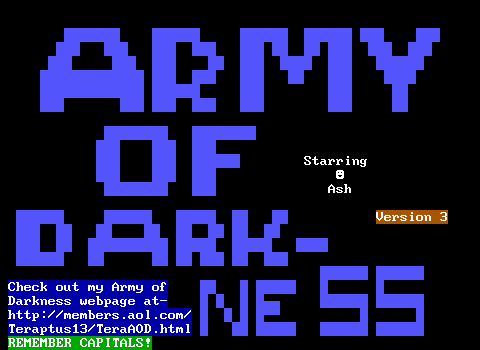 ARMY
OF
Starring
Ash
Version 3
DARK-
NESS
Check out my Army of
Darkness webpage at-
http://members.aol.com/
Teraptus13/TeraAOD.html
REMEMBER CAPITALS!